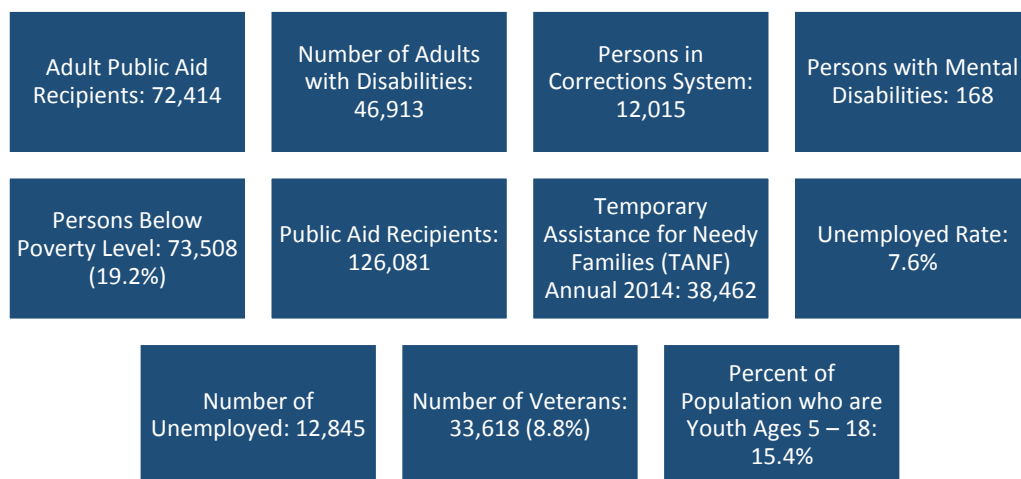 Adult Public Aid
Recipients: 72,414
Number of Adults
with Disabilities:
46,913
Persons in
Corrections System:
12,015
Persons with Mental
Disabilities: 168
Persons Below
Poverty Level: 73,508
(19.2%)
Public Aid Recipients:
126,081
Temporary
Assistance for Needy
Families (TANF)
Annual 2014: 38,462
Unemployed Rate:
7.6%
Number of
Unemployed: 12,845
Number of Veterans:
33,618 (8.8%)
Percent of
Population who are
Youth Ages 5 – 18:
15.4%